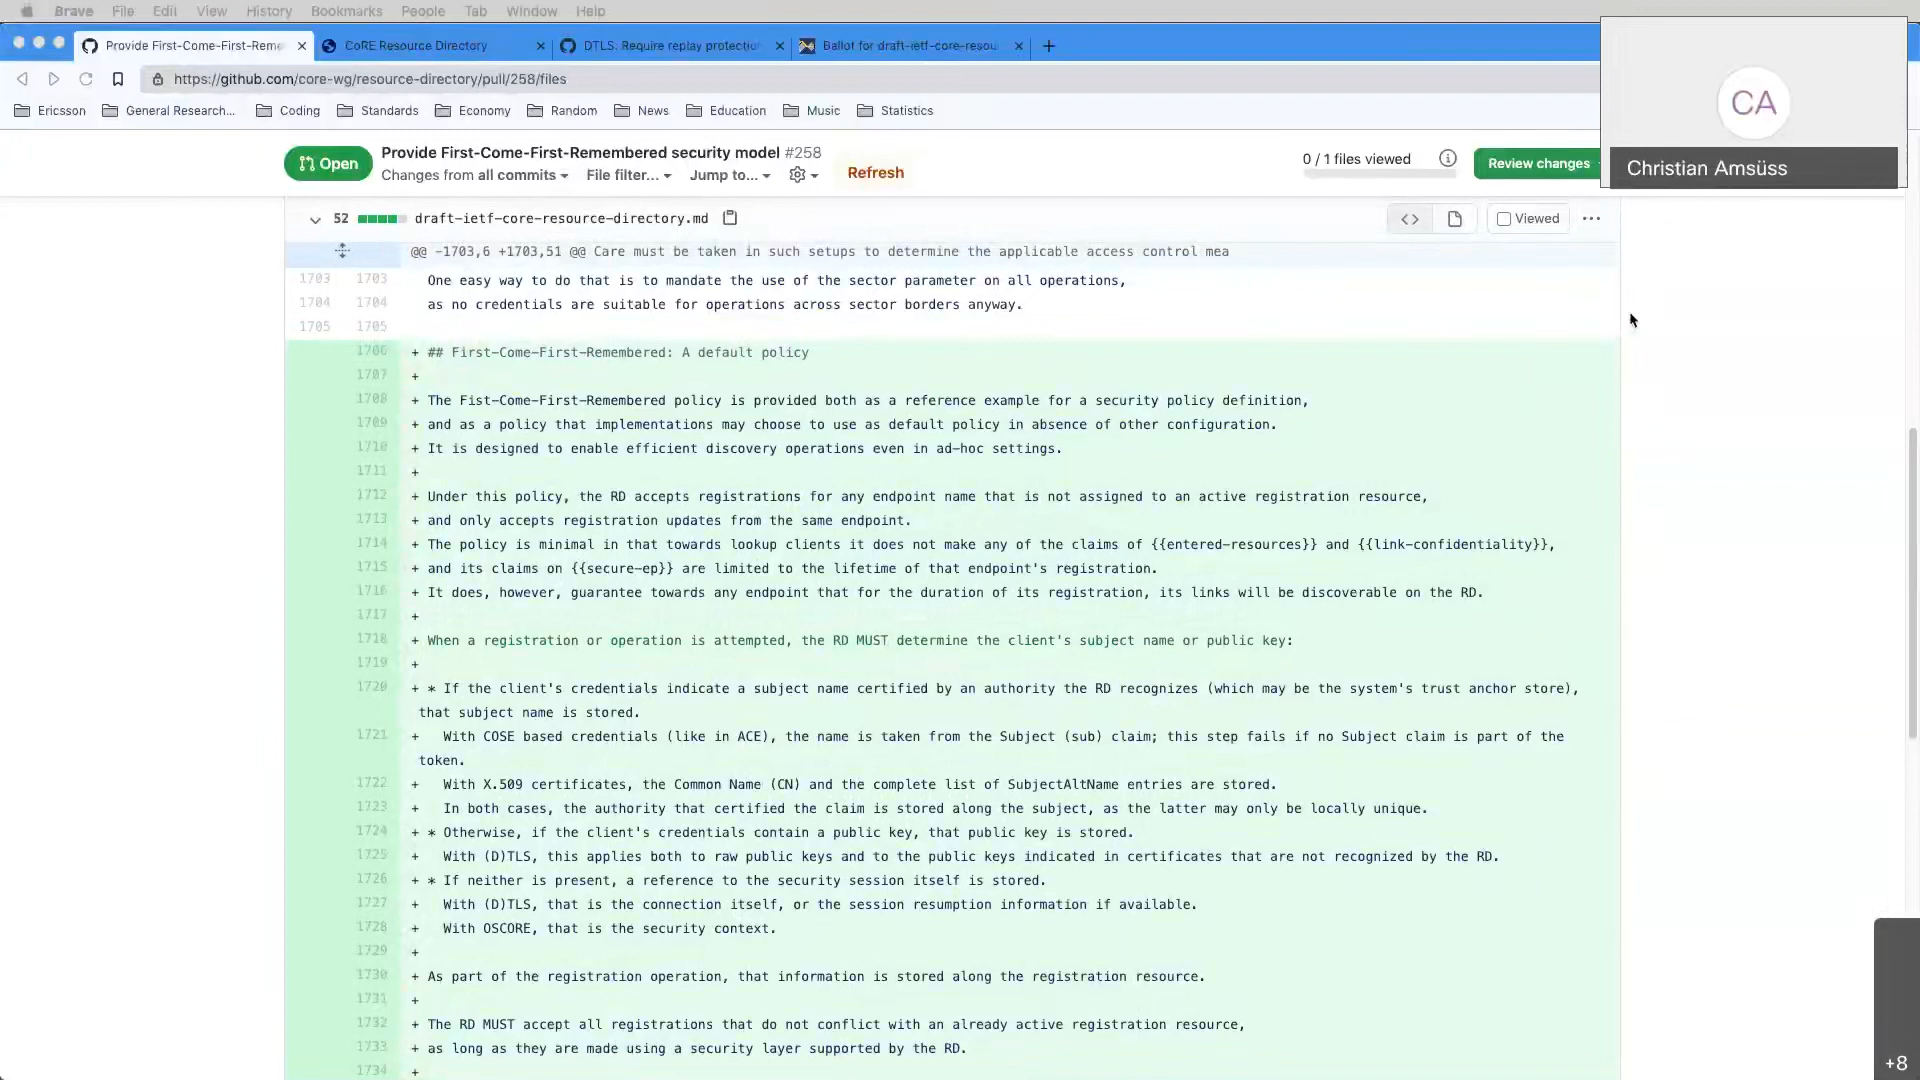 Brave File Edit View History Bookmarks People Tab Window Help
Provide First-Come-First-Reme × CoRE Resource Directory × DTLS: Require replay protection × Ballot for draft-ietf-core-resou × +
https://github.com/core-wg/resource-directory/pull/258/files
Ericsson General Research... Coding Standards Economy Random News Education Music Statistics
CA
Christian Amsüss
Open Provide First-Come-First-Remembered security model #258
Changes from all commits File filter... Jump to... Refresh
0 / 1 files viewed Review changes
52 draft-ietf-core-resource-directory.md Viewed
@@ -1703,6 +1703,51 @@ Care must be taken in such setups to determine the applicable access control mea
1703 1703 One easy way to do that is to mandate the use of the sector parameter on all operations,
1704 1704 as no credentials are suitable for operations across sector borders anyway.
1705 1705
1706 + ## First-Come-First-Remembered: A default policy
1707 +
1708 + The Fist-Come-First-Remembered policy is provided both as a reference example for a security policy definition,
1709 + and as a policy that implementations may choose to use as default policy in absence of other configuration.
1710 + It is designed to enable efficient discovery operations even in ad-hoc settings.
1711 +
1712 + Under this policy, the RD accepts registrations for any endpoint name that is not assigned to an active registration resource,
1713 + and only accepts registration updates from the same endpoint.
1714 + The policy is minimal in that towards lookup clients it does not make any of the claims of {{entered-resources}} and {{link-confidentiality}},
1715 + and its claims on {{secure-ep}} are limited to the lifetime of that endpoint's registration.
1716 + It does, however, guarantee towards any endpoint that for the duration of its registration, its links will be discoverable on the RD.
1717 +
1718 + When a registration or operation is attempted, the RD MUST determine the client's subject name or public key:
1719 +
1720 + * If the client's credentials indicate a subject name certified by an authority the RD recognizes (which may be the system's trust anchor store),
that subject name is stored.
1721 + With COSE based credentials (like in ACE), the name is taken from the Subject (sub) claim; this step fails if no Subject claim is part of the
token.
1722 + With X.509 certificates, the Common Name (CN) and the complete list of SubjectAltName entries are stored.
1723 + In both cases, the authority that certified the claim is stored along the subject, as the latter may only be locally unique.
1724 + * Otherwise, if the client's credentials contain a public key, that public key is stored.
1725 + With (D)TLS, this applies both to raw public keys and to the public keys indicated in certificates that are not recognized by the RD.
1726 + * If neither is present, a reference to the security session itself is stored.
1727 + With (D)TLS, that is the connection itself, or the session resumption information if available.
1728 + With OSCORE, that is the security context.
1729 +
1730 + As part of the registration operation, that information is stored along the registration resource.
1731 +
1732 + The RD MUST accept all registrations that do not conflict with an already active registration resource,
1733 + as long as they are made using a security layer supported by the RD.
1734 +
+8